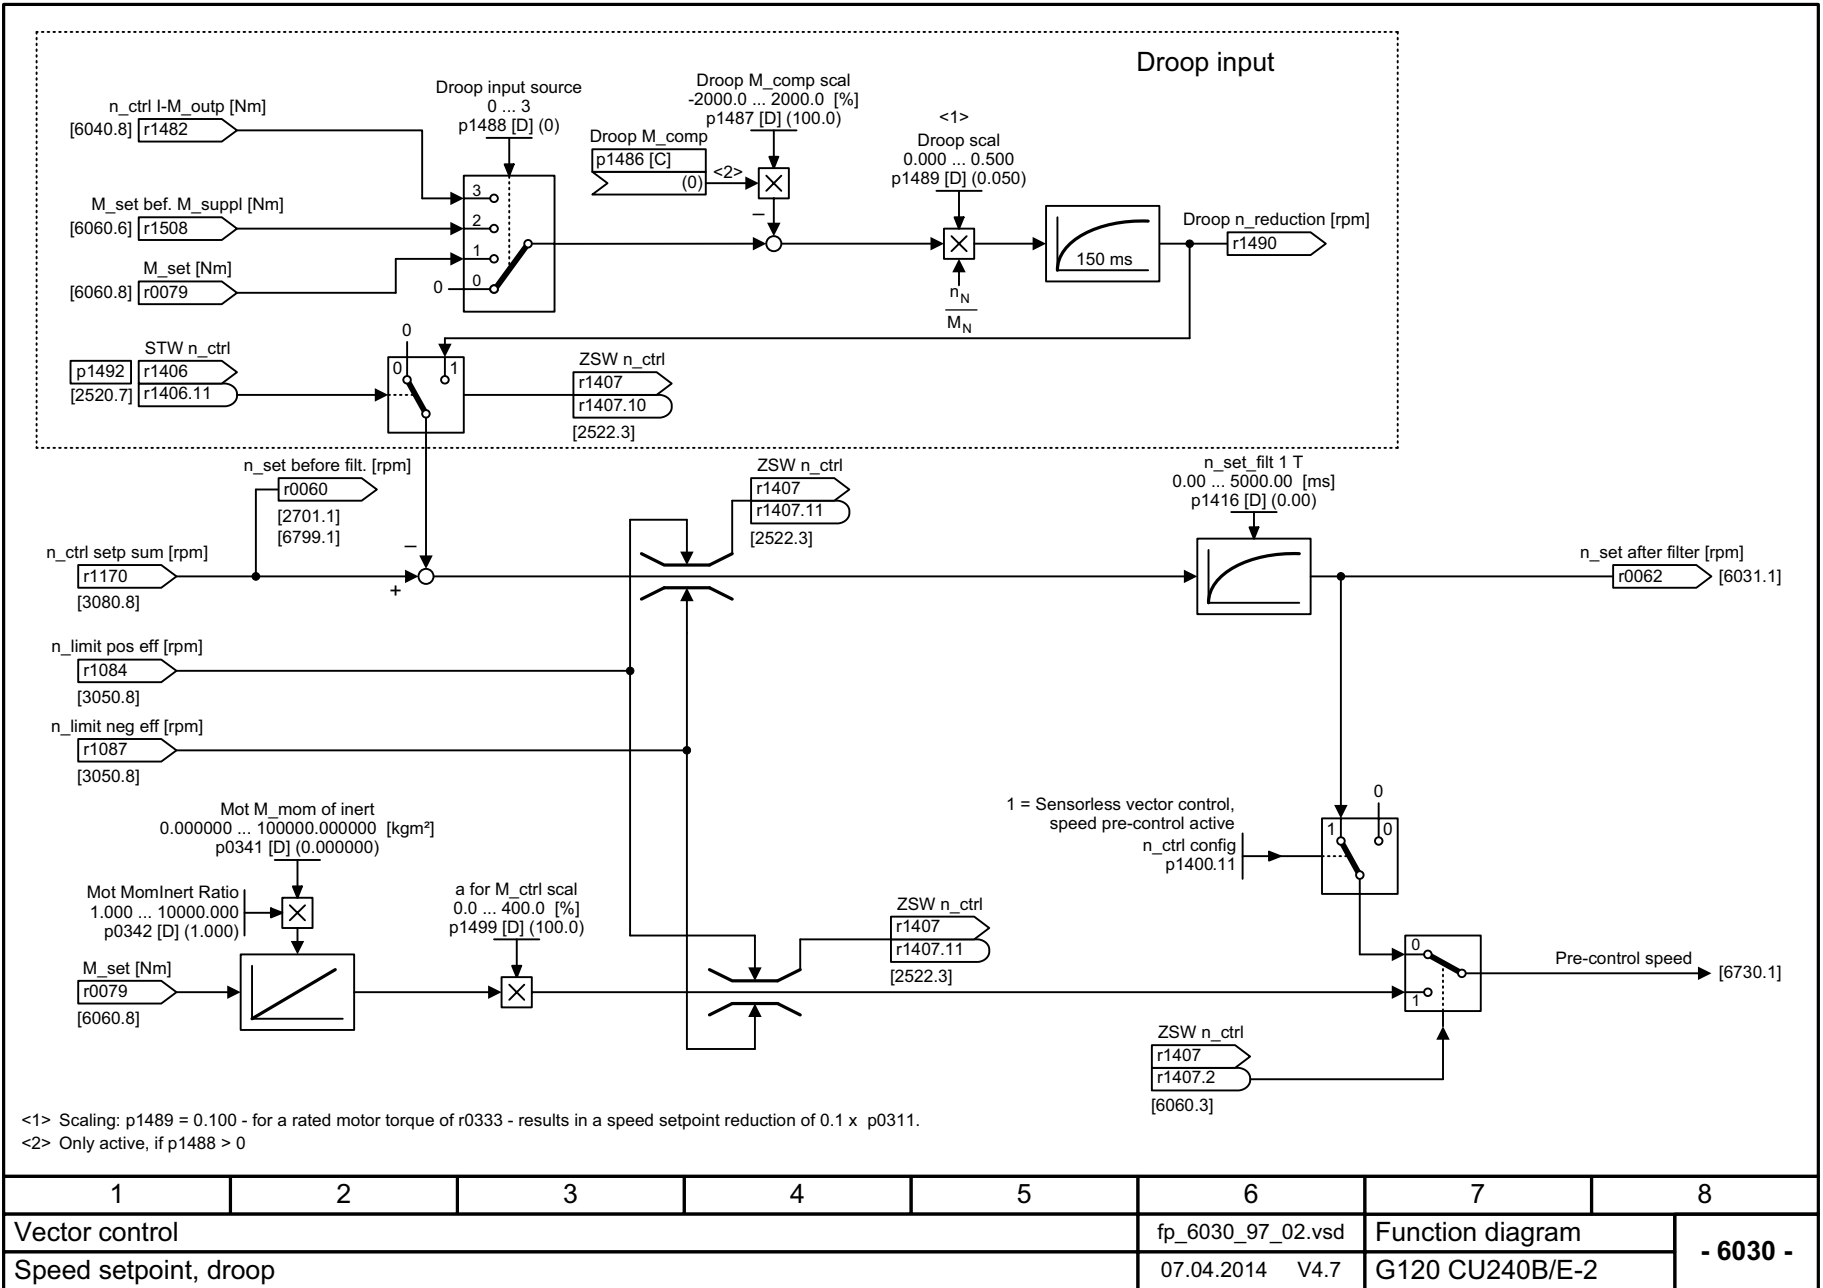 Droop input
n_ctrl I-M_outp [Nm]
[6040.8] r1482
Droop input source
0 ... 3
p1488 [D] (0)
Droop M_comp scal
-2000.0 ... 2000.0 [%]
p1487 [D] (100.0)
Droop M_comp
p1486 [C]
(0)
<2>
–
<1>
Droop scal
0.000 ... 0.500
p1489 [D] (0.050)
M_set bef. M_suppl [Nm]
[6060.6] r1508
M_set [Nm]
[6060.8] r0079
3
2
1
0 0
n_N
M_N
150 ms
Droop n_reduction [rpm]
r1490
STW n_ctrl
p1492 r1406
[2520.7] r1406.11
0
0 1
ZSW n_ctrl
r1407
r1407.10
[2522.3]
n_set before filt. [rpm]
r0060
[2701.1]
[6799.1]
ZSW n_ctrl
r1407
r1407.11
[2522.3]
n_set_filt 1 T
0.00 ... 5000.00 [ms]
p1416 [D] (0.00)
n_ctrl setp sum [rpm]
r1170
[3080.8]
–
+
n_set after filter [rpm]
r0062 [6031.1]
n_limit pos eff [rpm]
r1084
[3050.8]
n_limit neg eff [rpm]
r1087
[3050.8]
Mot M_mom of inert
0.000000 ... 100000.000000 [kgm²]
p0341 [D] (0.000000)
Mot MomInert Ratio
1.000 ... 10000.000
p0342 [D] (1.000)
a for M_ctrl scal
0.0 ... 400.0 [%]
p1499 [D] (100.0)
M_set [Nm]
r0079
[6060.8]
ZSW n_ctrl
r1407
r1407.11
[2522.3]
1 = Sensorless vector control,
speed pre-control active
n_ctrl config
p1400.11
0
1 0
0
1
Pre-control speed
[6730.1]
ZSW n_ctrl
r1407
r1407.2
[6060.3]
<1> Scaling: p1489 = 0.100 - for a rated motor torque of r0333 - results in a speed setpoint reduction of 0.1 x p0311.
<2> Only active, if p1488 > 0
1 2 3 4 5 6 7 8
Vector control fp_6030_97_02.vsd Function diagram
- 6030 -
Speed setpoint, droop 07.04.2014 V4.7 G120 CU240B/E-2